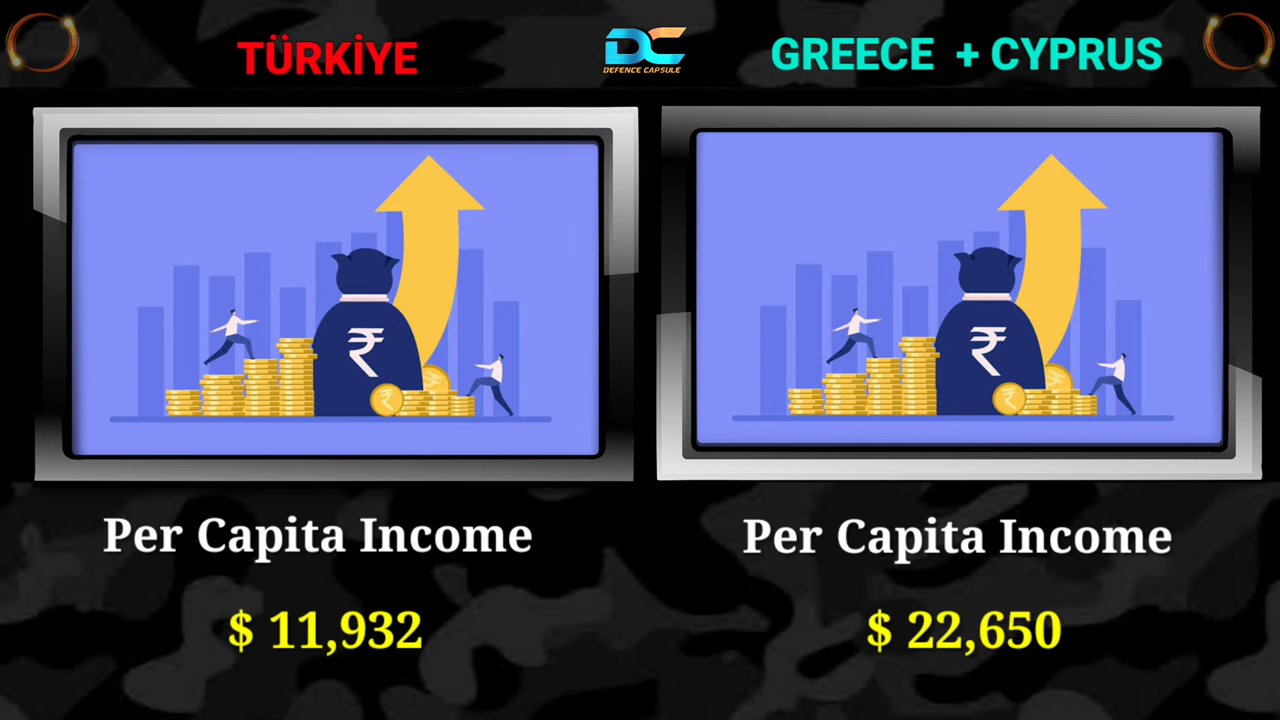 TÜRKİYE
DC
DEFENCE CAPSULE
GREECE + CYPRUS
₹
₹
₹
₹
₹
₹
Per Capita Income
Per Capita Income
$ 11,932
$ 22,650